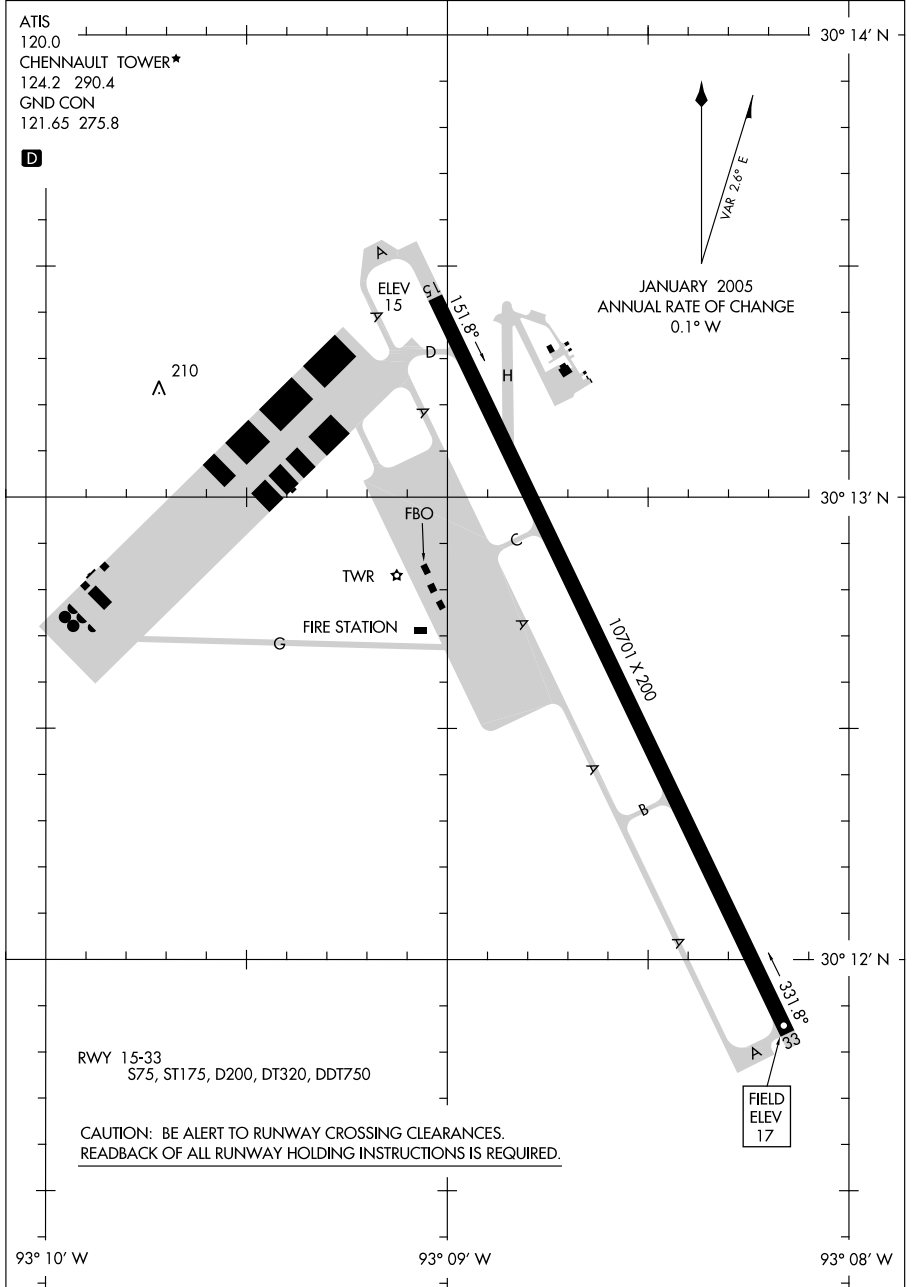 ATIS
120.0
CHENNAULT TOWER★
124.2 290.4
GND CON
121.65 275.8
D
30° 14' N
VAR 2.6° E
JANUARY 2005
ANNUAL RATE OF CHANGE
0.1° W
A
ELEV
15
A
15
151.8°
D
H
210
A
30° 13' N
FBO
C
TWR
A
FIRE STATION
G
10701 X 200
A
B
A
30° 12' N
331.8°
33
A
RWY 15-33
S75, ST175, D200, DT320, DDT750
FIELD
ELEV
17
CAUTION: BE ALERT TO RUNWAY CROSSING CLEARANCES.
READBACK OF ALL RUNWAY HOLDING INSTRUCTIONS IS REQUIRED.
93° 10' W
93° 09' W
93° 08' W